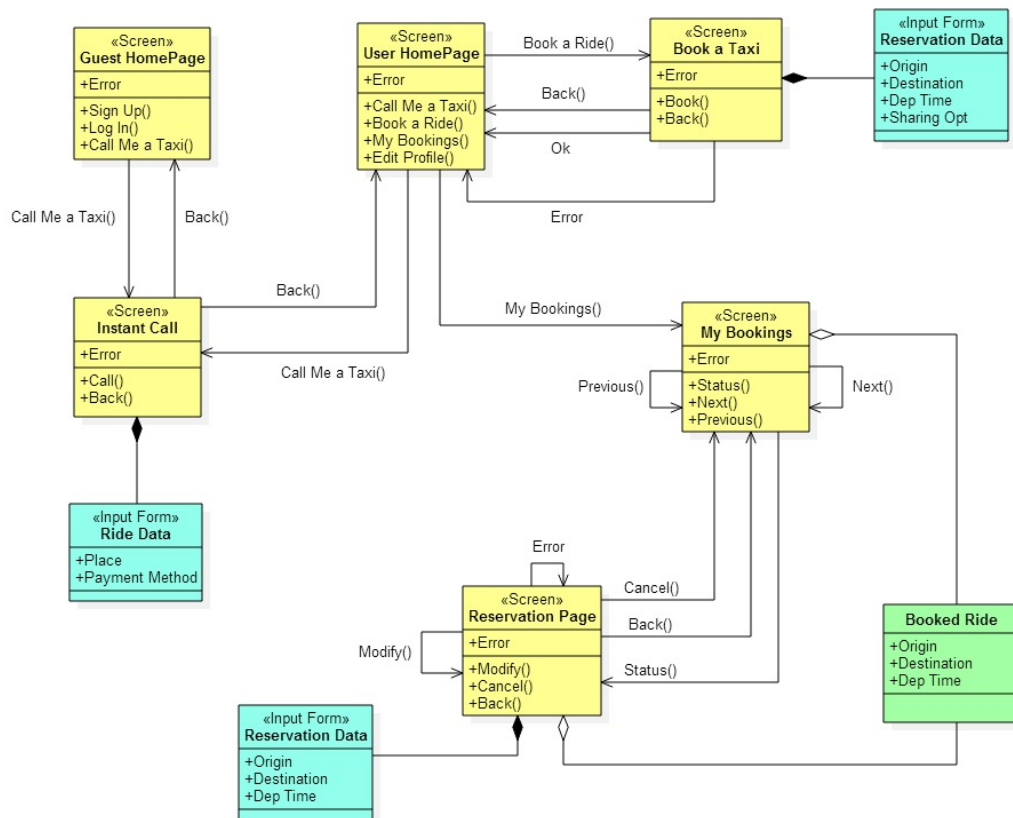 «Screen»
Guest HomePage
+Error
+Sign Up()
+Log In()
+Call Me a Taxi()
«Screen»
User HomePage
+Error
+Call Me a Taxi()
+Book a Ride()
+My Bookings()
+Edit Profile()
Book a Ride()
Back()
Ok
Error
«Screen»
Book a Taxi
+Error
+Book()
+Back()
«Input Form»
Reservation Data
+Origin
+Destination
+Dep Time
+Sharing Opt
Call Me a Taxi()
Back()
Back()
Call Me a Taxi()
My Bookings()
«Screen»
Instant Call
+Error
+Call()
+Back()
«Screen»
My Bookings
+Error
+Status()
+Next()
+Previous()
Previous()
Next()
«Input Form»
Ride Data
+Place
+Payment Method
Error
Modify()
«Screen»
Reservation Page
+Error
+Modify()
+Cancel()
+Back()
Cancel()
Back()
Status()
Booked Ride
+Origin
+Destination
+Dep Time
«Input Form»
Reservation Data
+Origin
+Destination
+Dep Time